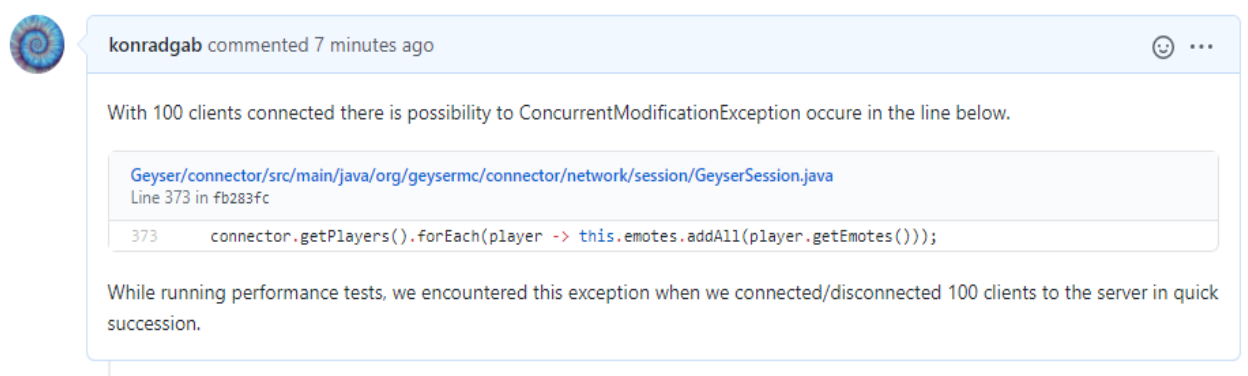 konradgab commented 7 minutes ago
With 100 clients connected there is possibility to ConcurrentModificationException occure in the line below.
Geyser/connector/src/main/java/org/geysermc/connector/network/session/GeyserSession.java
Line 373 in fb283fc
373 connector.getPlayers().forEach(player -> this.emotes.addAll(player.getEmotes()));
While running performance tests, we encountered this exception when we connected/disconnected 100 clients to the server in quick
succession.